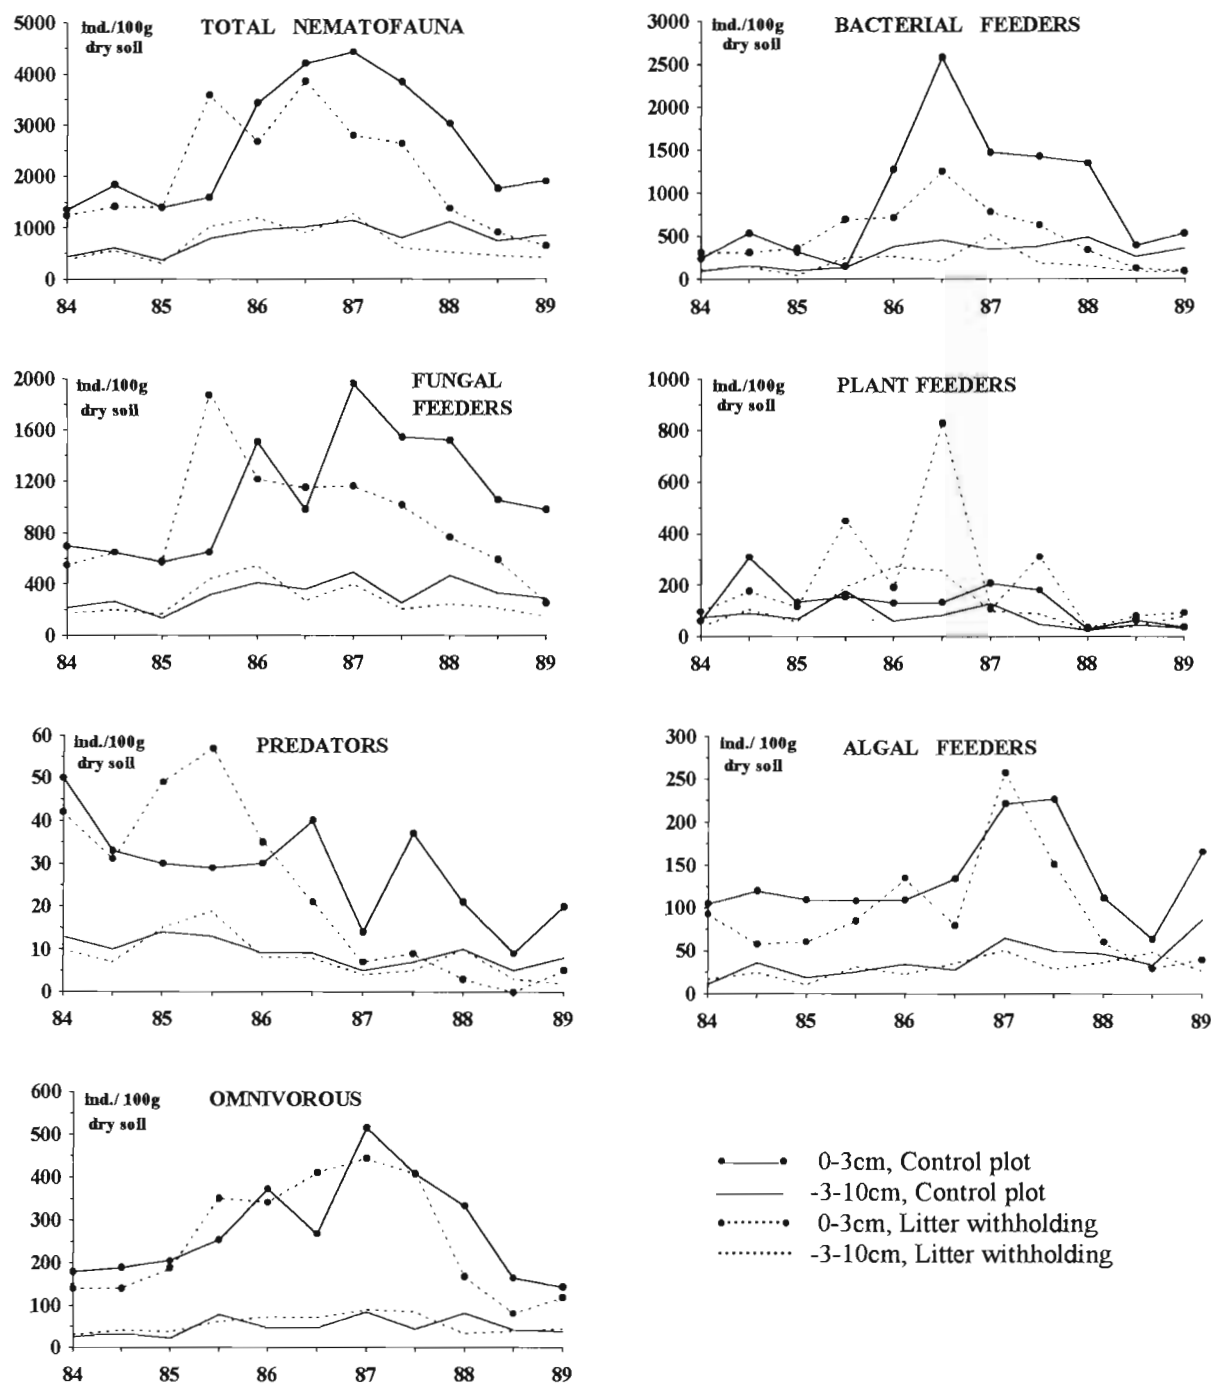 TOTAL NEMATOFAUNA
ind./100g
dry soil
5000
4000
3000
2000
1000
0
84 85 86 87 88 89
BACTERIAL FEEDERS
ind./100g
dry soil
3000
2500
2000
1500
1000
500
0
84 85 86 87 88 89
FUNGAL
FEEDERS
ind./100g
dry soil
2000
1600
1200
800
400
0
84 85 86 87 88 89
PLANT FEEDERS
ind./100g
dry soil
1000
800
600
400
200
0
84 85 86 87 88 89
PREDATORS
ind./100g
dry soil
60
50
40
30
20
10
0
84 85 86 87 88 89
ALGAL FEEDERS
ind./ 100g
dry soil
300
250
200
150
100
50
0
84 85 86 87 88 89
OMNIVOROUS
ind./ 100g
dry soil
600
500
400
300
200
100
0
84 85 86 87 88 89
0-3cm, Control plot
-3-10cm, Control plot
0-3cm, Litter withholding
-3-10cm, Litter withholding